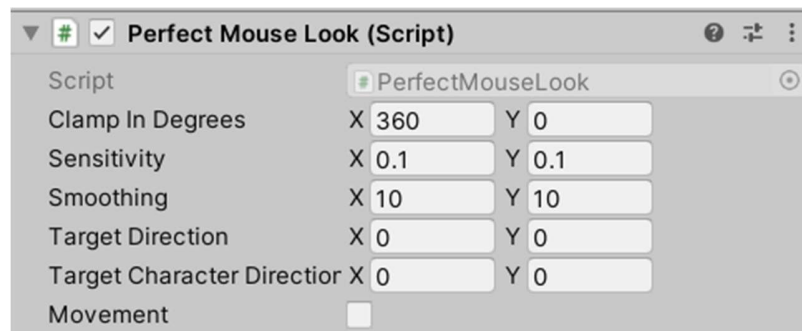 Perfect Mouse Look (Script)
Script # PerfectMouseLook
Clamp In Degrees X 360 Y 0
Sensitivity X 0.1 Y 0.1
Smoothing X 10 Y 10
Target Direction X 0 Y 0
Target Character Direction X 0 Y 0
Movement